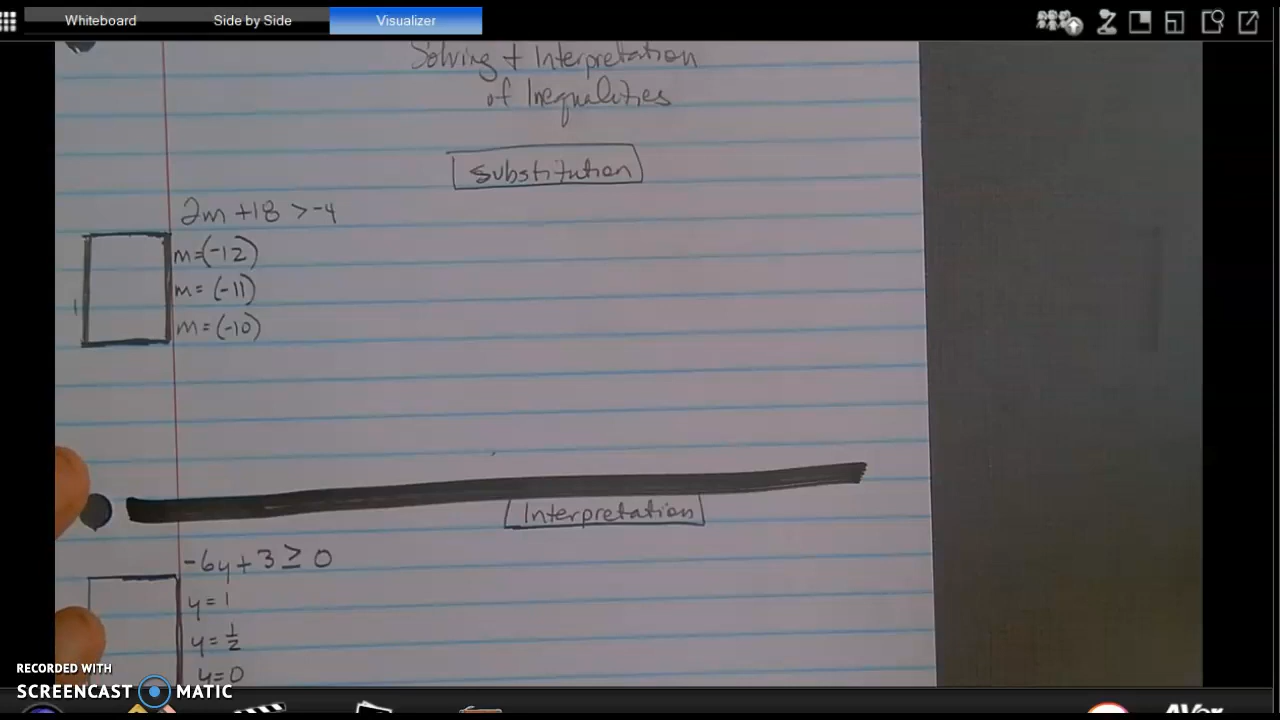 Whiteboard Side by Side Visualizer
Solving + Interpretation
of Inequalities
Substitution
2m +18 > -4
m=(-12)
m= (-11)
m=(-10)
Interpretation
-6y+3 ≥ 0
y=1
y=½
y=0
RECORDED WITH
SCREENCAST MATIC
AVer